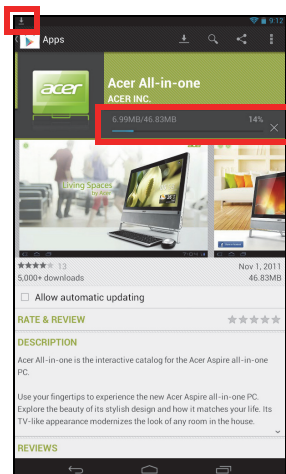 9:12
Apps
acer
Acer All-in-one
ACER INC.
6.99MB/46.83MB 14%
Living Spaces
by Acer
13 Nov 1, 2011
5,000+ downloads 46.83MB
Allow automatic updating
RATE & REVIEW
DESCRIPTION
Acer All-in-one is the interactive catalog for the Acer Aspire all-in-one
PC.
Use your fingertips to experience the new Acer Aspire all-in-one PC.
Explore the beauty of its stylish design and how it matches your life. Its
TV-like appearance modernizes the look of any room in the house.
REVIEWS